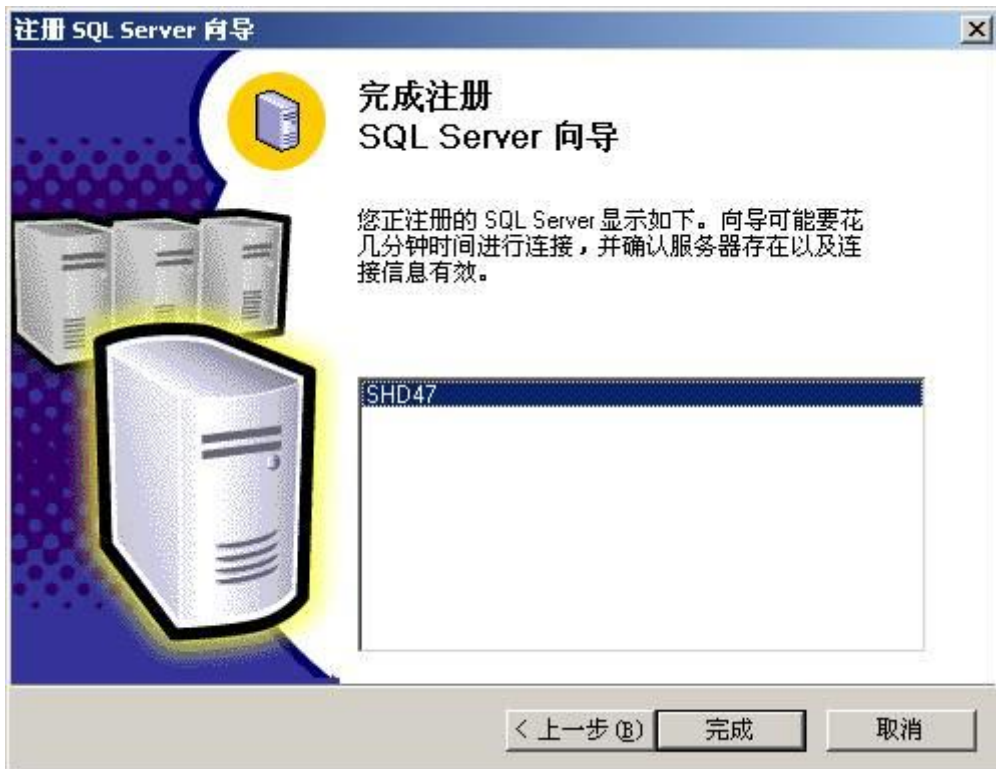 注册 SQL Server 向导
完成注册
SQL Server 向导
您正注册的 SQL Server 显示如下。向导可能要花
几分钟时间进行连接，并确认服务器存在以及连
接信息有效。
SHD47
< 上一步(B)
完成
取消